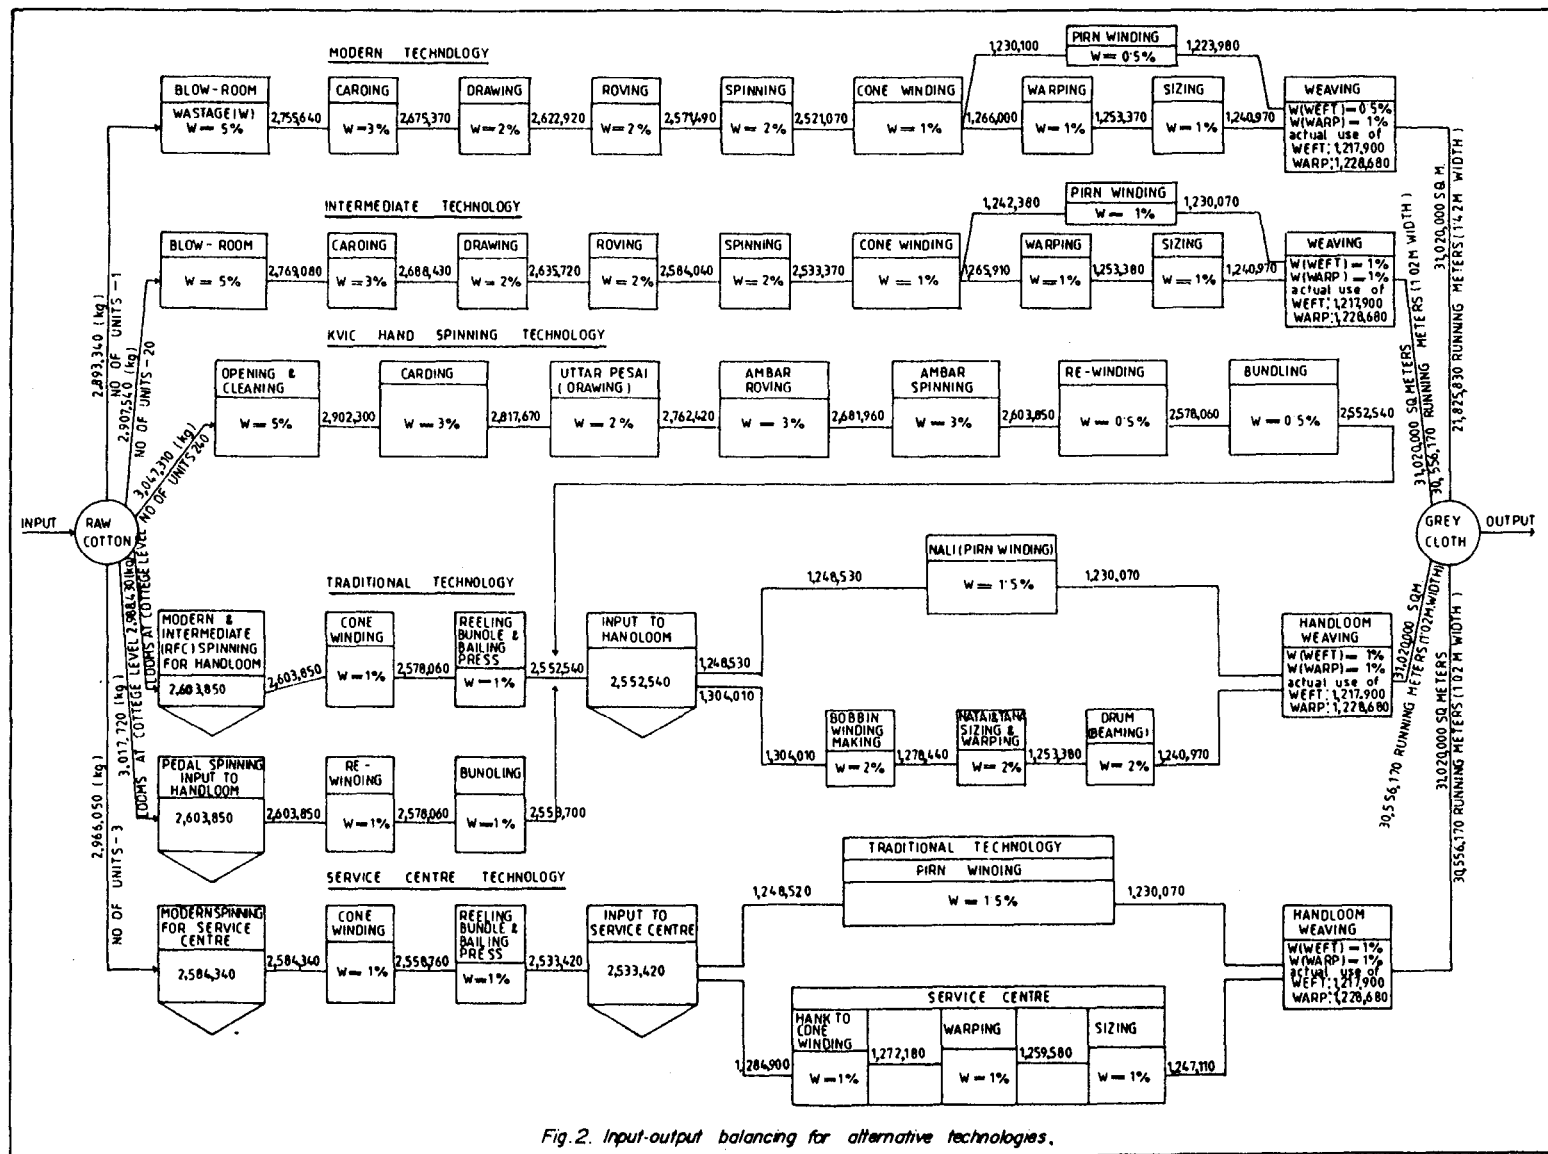 MODERN TECHNOLOGY
BLOW-ROOM
WASTAGE(W)
W = 5%
2,755,640
CARDING
W = 3%
2,675,370
DRAWING
W = 2%
2,622,920
ROVING
W = 2%
2,571,490
SPINNING
W = 2%
2,521,070
CONE WINDING
W = 1%
1,230,100
PIRN WINDING
W = 0.5%
1,223,980
1,266,000
WARPING
W = 1%
1,253,370
SIZING
W = 1%
1,240,970
WEAVING
W(WEFT) = 0.5%
W(WARP) = 1%
actual use of
WEFT: 1,217,900
WARP: 1,228,680
INTERMEDIATE TECHNOLOGY
BLOW - ROOM
W = 5%
2,769,080
CARDING
W = 3%
2,688,430
DRAWING
W = 2%
2,635,720
ROVING
W = 2%
2,584,040
SPINNING
W = 2%
2,533,370
CONE WINDING
W = 1%
1,242,380
PIRN WINDING
W = 1%
1,230,070
1,265,910
WARPING
W = 1%
1,253,380
SIZING
W = 1%
1,240,970
WEAVING
W(WEFT) = 1%
W(WARP) = 1%
actual use of
WEFT: 1,217,900
WARP: 1,228,680
KVIC HAND SPINNING TECHNOLOGY
OPENING &
CLEANING
W = 5%
2,902,300
CARDING
W = 3%
2,817,670
UTTAR PESAI
(DRAWING)
W = 2%
2,762,420
AMBAR
ROVING
W = 3%
2,681,960
AMBAR
SPINNING
W = 3%
2,603,850
RE-WINDING
W = 0.5%
2,578,060
BUNDLING
W = 0.5%
2,552,540
INPUT
RAW
COTTON
2,893,340 (kg)
NO OF UNITS -1
2,907,540 (kg)
NO OF UNITS -20
3,047,310 (kg)
NO OF UNITS 240
2,988,430(kg)
LOOMS AT COTTEGE LEVEL
3,017,720 (kg)
LOOMS AT COTTEGE LEVEL
2,966,050 (kg)
NO OF UNITS -3
TRADITIONAL TECHNOLOGY
MODERN &
INTERMEDIATE
(RFC) SPINNING
FOR HANDLOOM
2,603,850
2,603,850
CONE
WINDING
W = 1%
2,578,060
REELING
BUNDLE &
BAILING
PRESS
W = 1%
2,552,540
INPUT TO
HANDLOOM
2,552,540
1,248,530
1,304,010
1,248,530
NALI (PIRN WINDING)
W = 1.5%
1,230,070
1,304,010
BOBBIN
WINDING
MAKING
W = 2%
1,278,440
NATAI & TANA
SIZING &
WARPING
W = 2%
1,253,380
DRUM
(BEAMING)
W = 2%
1,240,970
HANDLOOM
WEAVING
W(WEFT) = 1%
W(WARP) = 1%
actual use of
WEFT: 1,217,900
WARP: 1,228,680
PEDAL SPINNING
INPUT TO
HANDLOOM
2,603,850
2,603,850
RE-
WINDING
W = 1%
2,578,060
BUNDLING
W = 1%
SERVICE CENTRE TECHNOLOGY
MODERN SPINNING
FOR SERVICE
CENTRE
2,584,340
2,584,340
CONE
WINDING
W = 1%
2,558,760
REELING
BUNDLE &
BAILING
PRESS
W = 1%
2,533,420
INPUT TO
SERVICE CENTRE
2,533,420
1,248,520
TRADITIONAL TECHNOLOGY
PIRN WINDING
W = 1.5%
1,230,070
1,284,900
SERVICE CENTRE
HANK TO
CONE
WINDING
W = 1%
1,272,180
WARPING
W = 1%
1,259,580
SIZING
W = 1%
1,247,110
HANDLOOM
WEAVING
W(WEFT) = 1%
W(WARP) = 1%
actual use of
WEFT: 1,217,900
WARP: 1,228,680
31,020,000 SQ M.
21,825,830 RUNNING METERS (1.42M WIDTH)
31,020,000 SQ METERS
30,556,170 RUNNING METERS (1.02M WIDTH)
31,020,000 SQM
30,556,170 RUNNING METERS (1.02M.WIDTH)
31,020,000 SQ METERS
30,556,170 RUNNING METERS (1.02M WIDTH)
GREY
CLOTH
OUTPUT
Fig.2. Input-output balancing for alternative technologies.